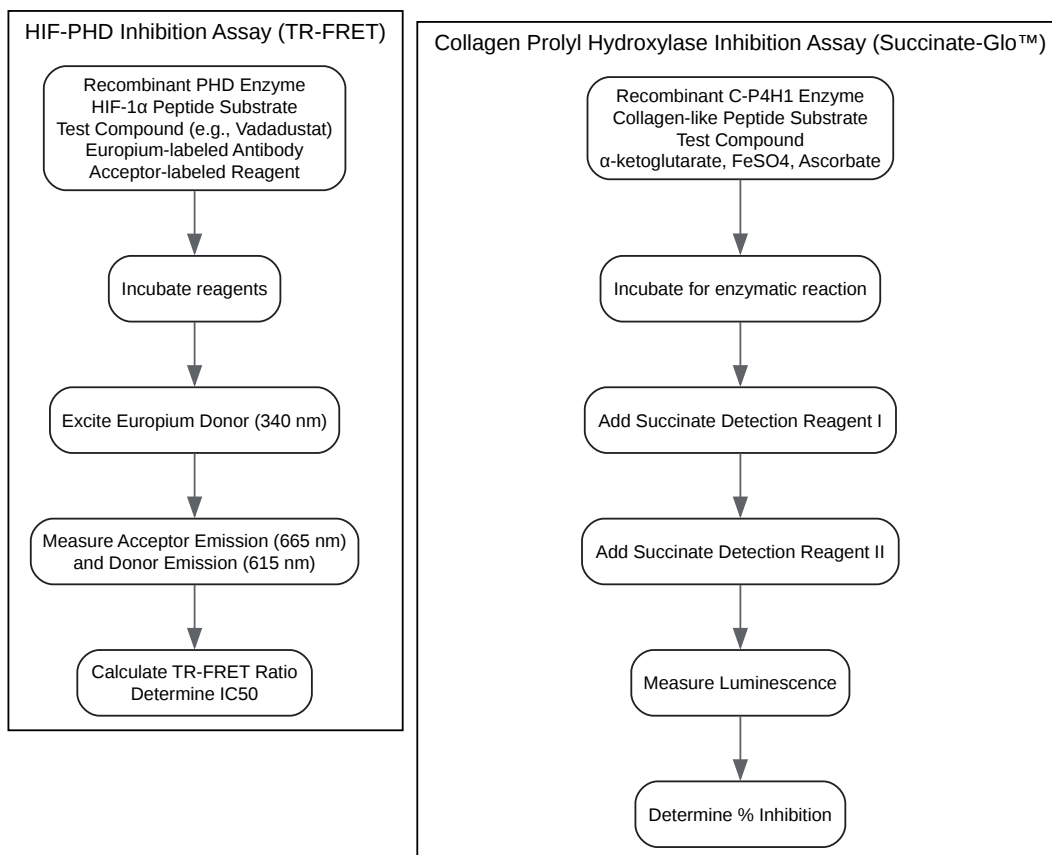 HIF-PHD Inhibition Assay (TR-FRET)
Recombinant PHD Enzyme
HIF-1α Peptide Substrate
Test Compound (e.g., Vadadustat)
Europium-labeled Antibody
Acceptor-labeled Reagent
Incubate reagents
Excite Europium Donor (340 nm)
Measure Acceptor Emission (665 nm)
and Donor Emission (615 nm)
Calculate TR-FRET Ratio
Determine IC50
Collagen Prolyl Hydroxylase Inhibition Assay (Succinate-Glo™)
Recombinant C-P4H1 Enzyme
Collagen-like Peptide Substrate
Test Compound
α-ketoglutarate, FeSO4, Ascorbate
Incubate for enzymatic reaction
Add Succinate Detection Reagent I
Add Succinate Detection Reagent II
Measure Luminescence
Determine % Inhibition